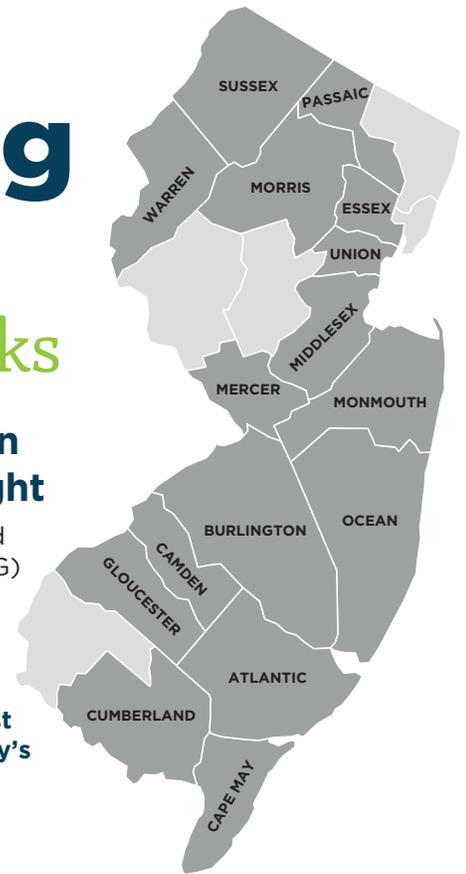 g
ks
n
ght
d
G)
st
y’s
SUSSEX
PASSAIC
WARREN
MORRIS
ESSEX
UNION
MIDDLESEX
MERCER
MONMOUTH
BURLINGTON
OCEAN
CAMDEN
GLOUCESTER
ATLANTIC
CUMBERLAND
CAPE MAY